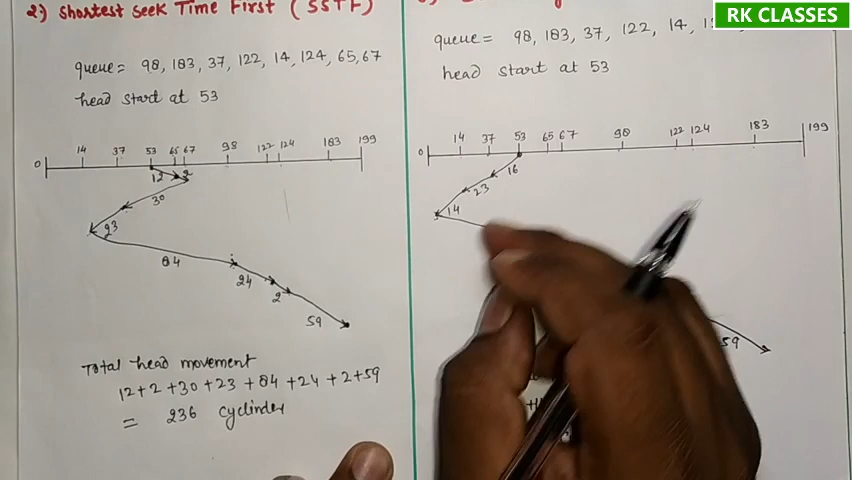 RK CLASSES
2) Shortest Seek Time First (SSTF)
queue = 98, 183, 37, 122, 14, 124, 65, 67
head start at 53
0 14 37 53 65 67 98 122 124 183 199
12 2
30
23
84
24
2
59
Total head movement
12+2+30+23+84+24+2+59
= 236 cyclinder
queue = 98, 183, 37, 122, 14,
head start at 53
0 14 37 53 65 67 98 122 124 183 199
16
23
14
59